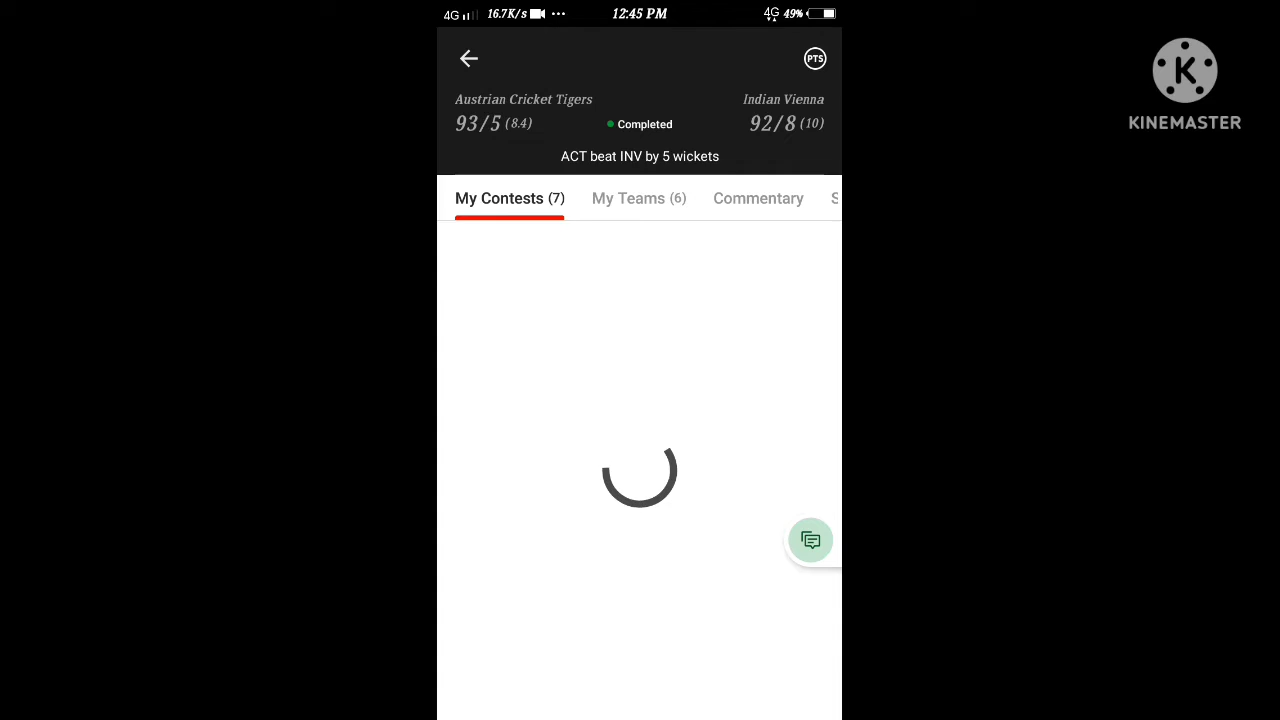 4G 16.7K/s 12:45 PM 4G 49%
PTS
Austrian Cricket Tigers Indian Vienna
93/5 (8.4) Completed 92/8 (10)
ACT beat INV by 5 wickets
My Contests (7) My Teams (6) Commentary S
K
KINEMASTER